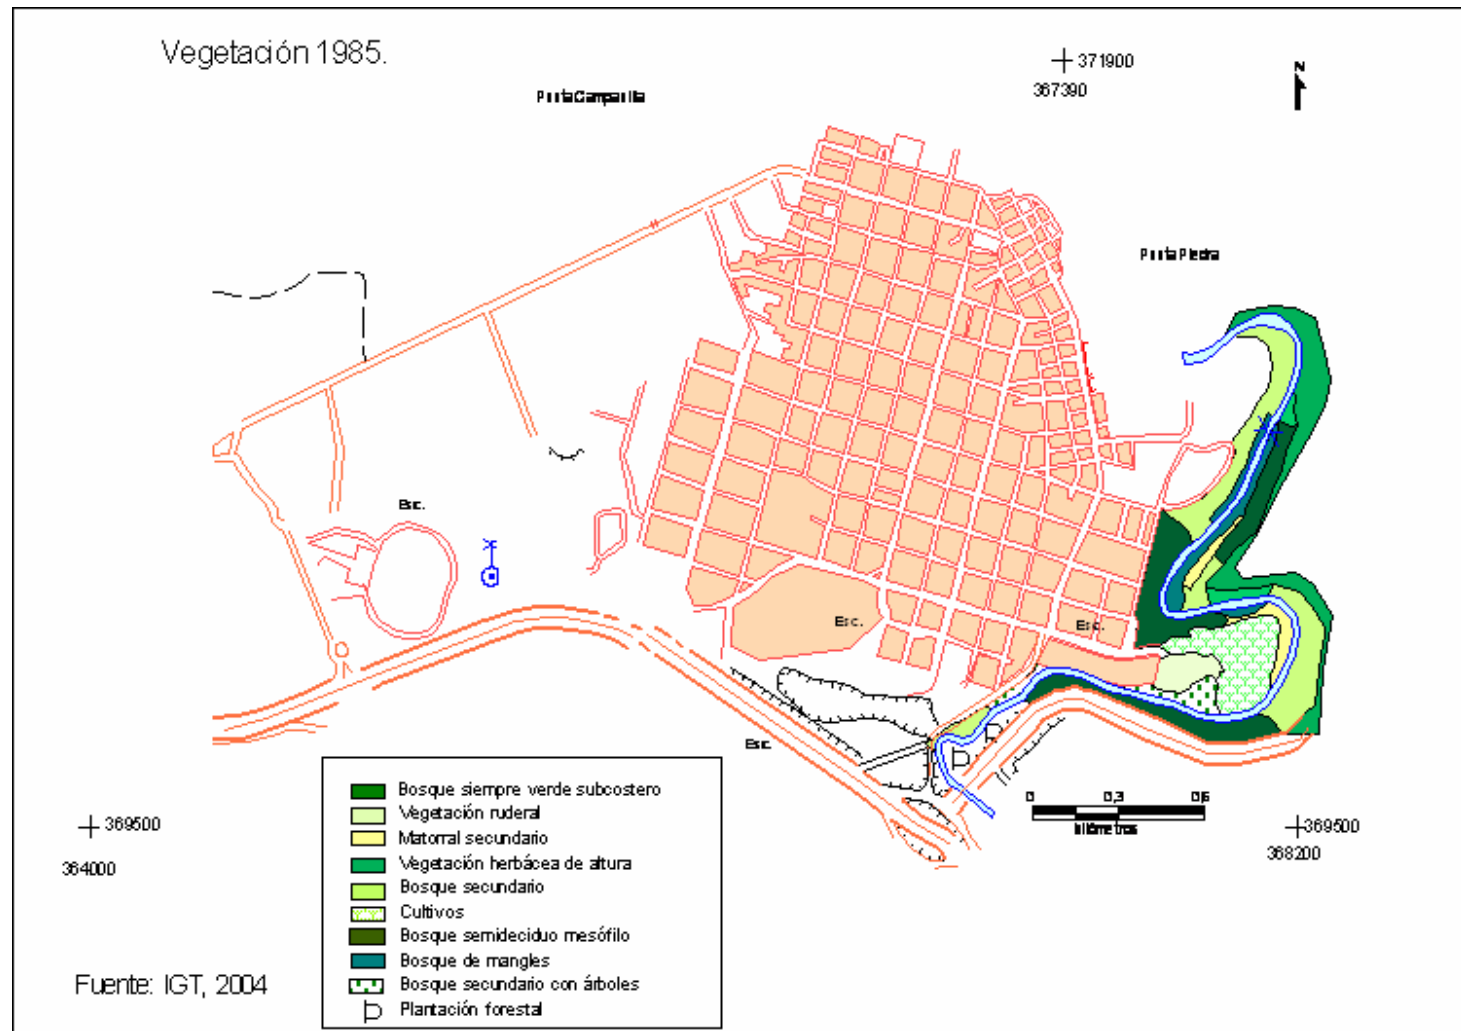 Vegetación 1985.
371900
367390
N
Punta Campanilla
Punta Piedra
Esc.
Esc.
Esc.
Esc.
0 0,3 0,6
kilómetros
369500
364000
369500
368200
Bosque siempre verde subcostero
Vegetación ruderal
Matorral secundario
Vegetación herbácea de altura
Bosque secundario
Cultivos
Bosque semideciduo mesófilo
Bosque de mangles
Bosque secundario con árboles
Plantación forestal
Fuente: IGT, 2004